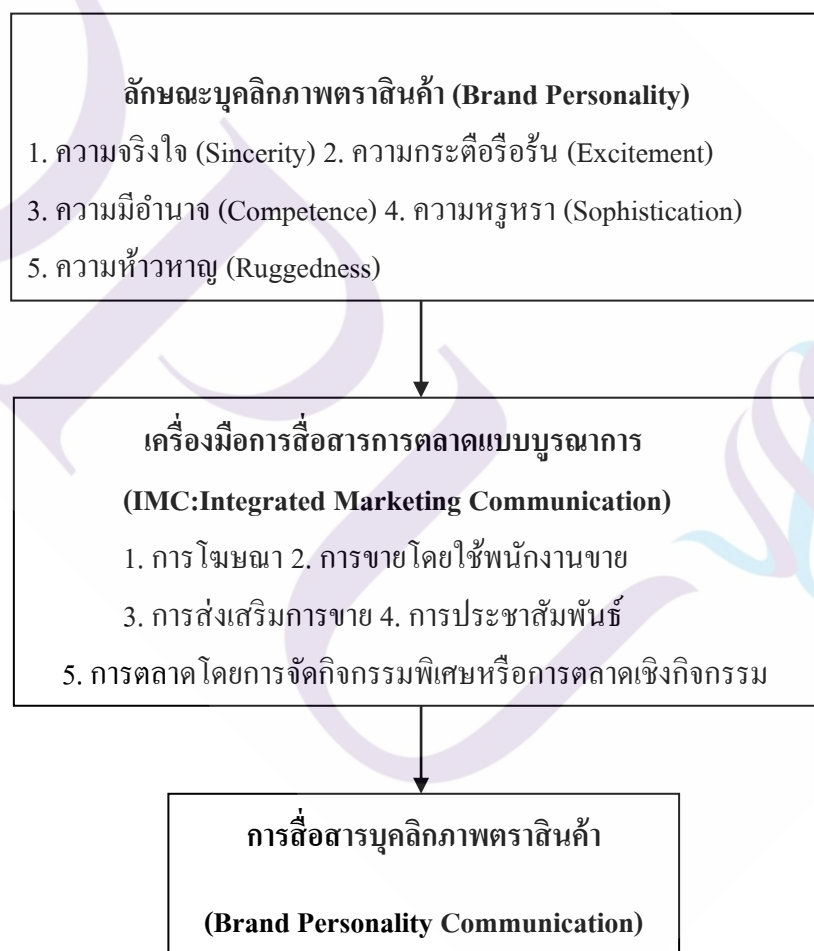 ลักษณะบุคลิกภาพตราสินค้า (Brand Personality)
1. ความจริงใจ (Sincerity) 2. ความกระตือรือร้น (Excitement)
3. ความมีอำนาจ (Competence) 4. ความหรูหรา (Sophistication)
5. ความห้าวหาญ (Ruggedness)
เครื่องมือการสื่อสารการตลาดแบบบูรณาการ
(IMC:Integrated Marketing Communication)
1. การโฆษณา 2. การขายโดยใช้พนักงานขาย
3. การส่งเสริมการขาย 4. การประชาสัมพันธ์
5. การตลาดโดยการจัดกิจกรรมพิเศษหรือการตลาดเชิงกิจกรรม
การสื่อสารบุคลิกภาพตราสินค้า
(Brand Personality Communication)